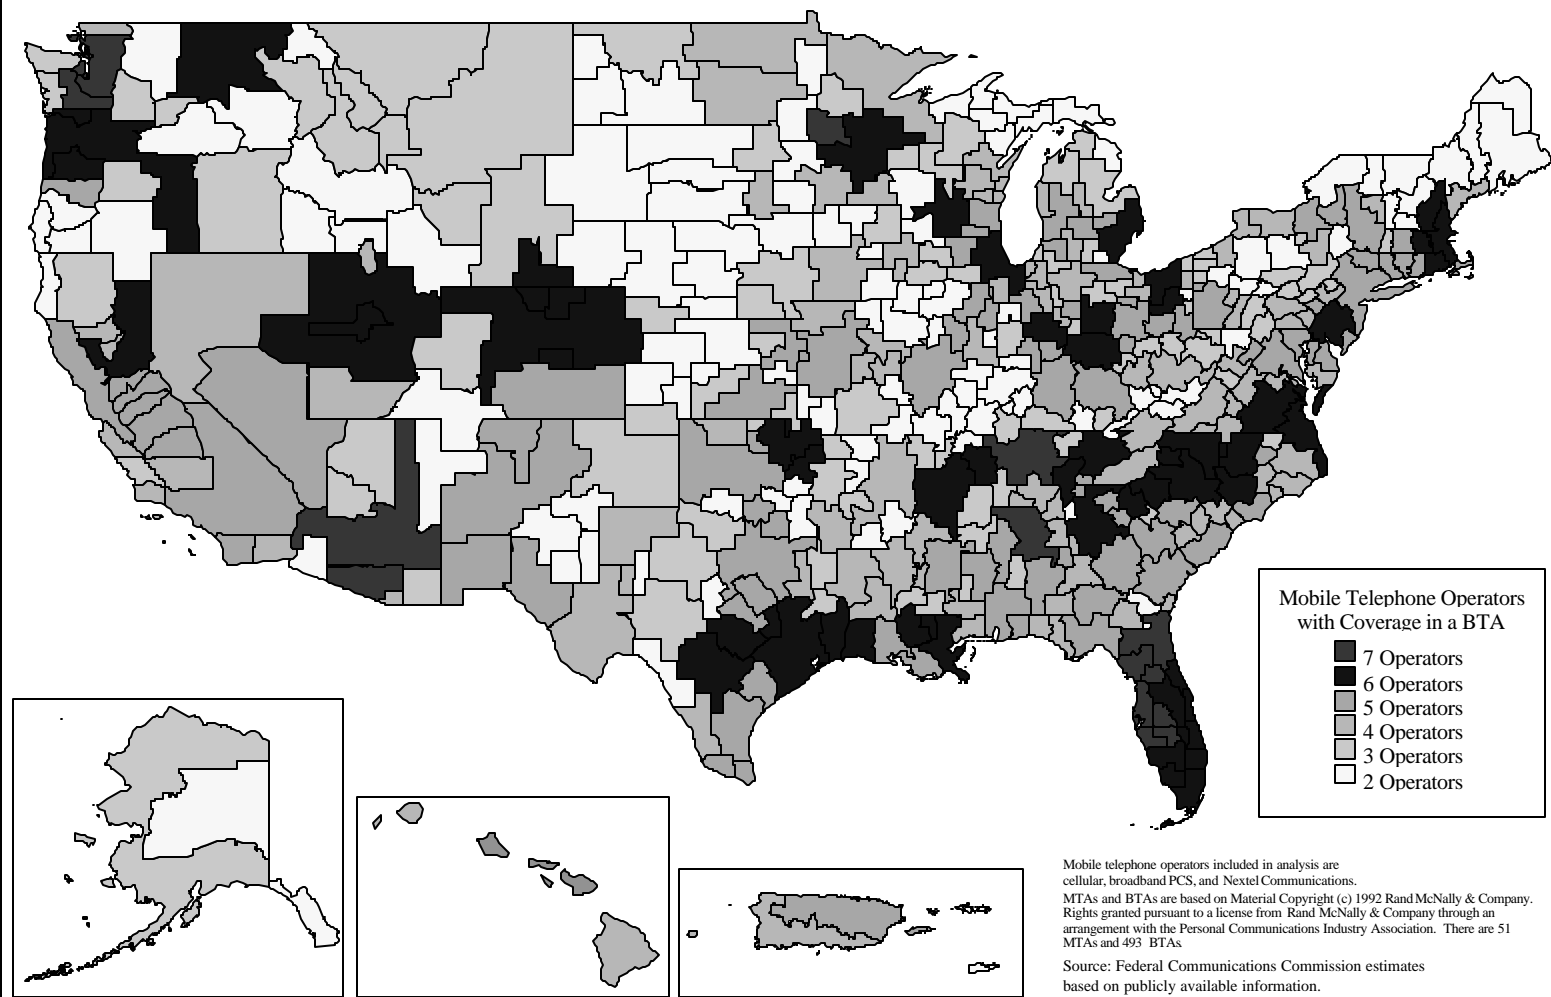 Mobile Telephone Operators
with Coverage in a BTA
7 Operators
6 Operators
5 Operators
4 Operators
3 Operators
2 Operators
Mobile telephone operators included in analysis are
cellular, broadband PCS, and Nextel Communications.
MTAs and BTAs are based on Material Copyright (c) 1992 Rand McNally & Company.
Rights granted pursuant to a license from Rand McNally & Company through an
arrangement with the Personal Communications Industry Association. There are 51
MTAs and 493 BTAs.
Source: Federal Communications Commission estimates
based on publicly available information.